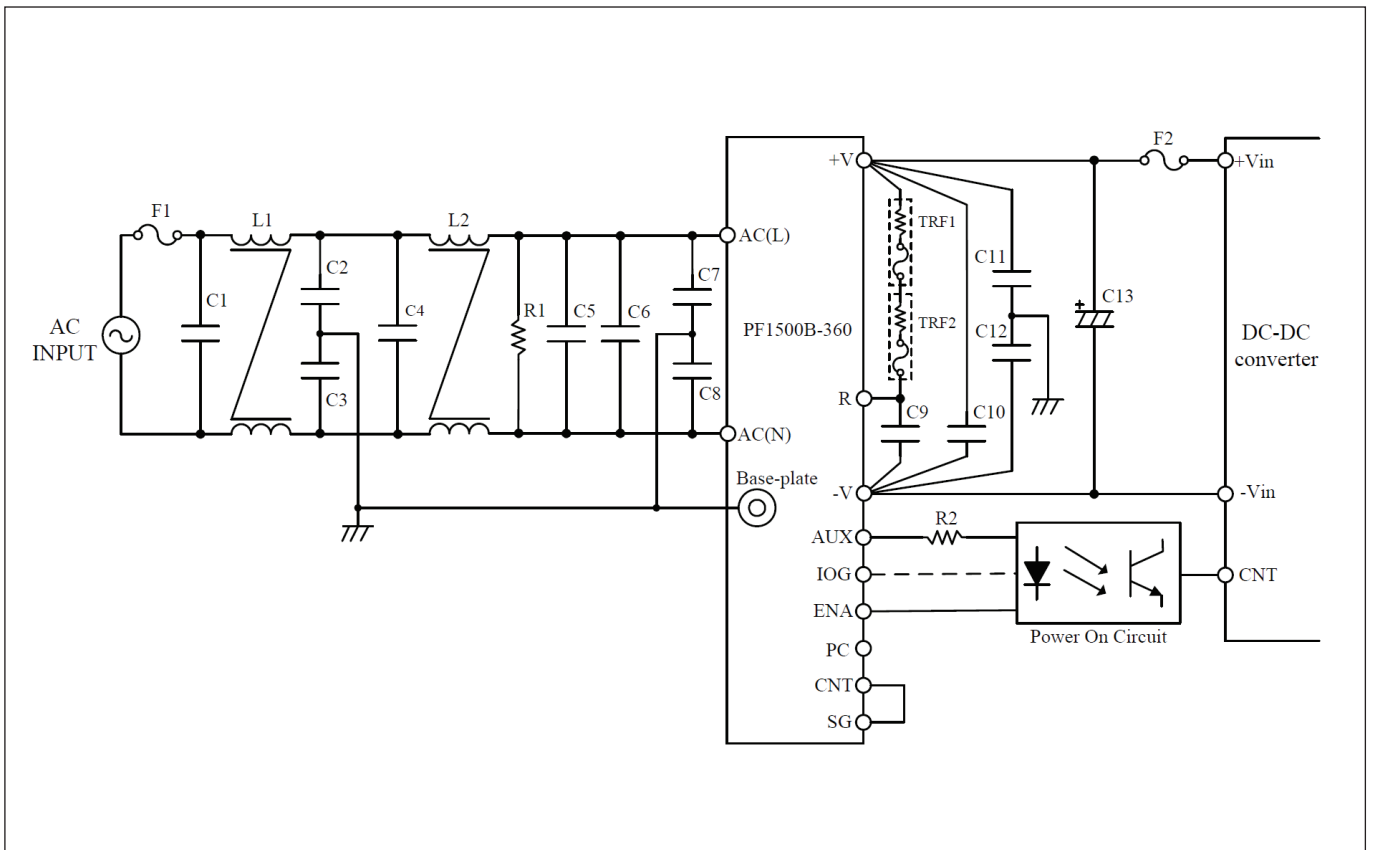 F1
L1
L2
C1
C2
C3
C4
R1
C5
C6
C7
C8
AC
INPUT
AC(L)
AC(N)
Base-plate
PF1500B-360
+V
R
-V
AUX
IOG
ENA
PC
CNT
SG
TRF1
TRF2
C9
C10
C11
C12
+
C13
F2
R2
Power On Circuit
+Vin
DC-DC
converter
-Vin
CNT